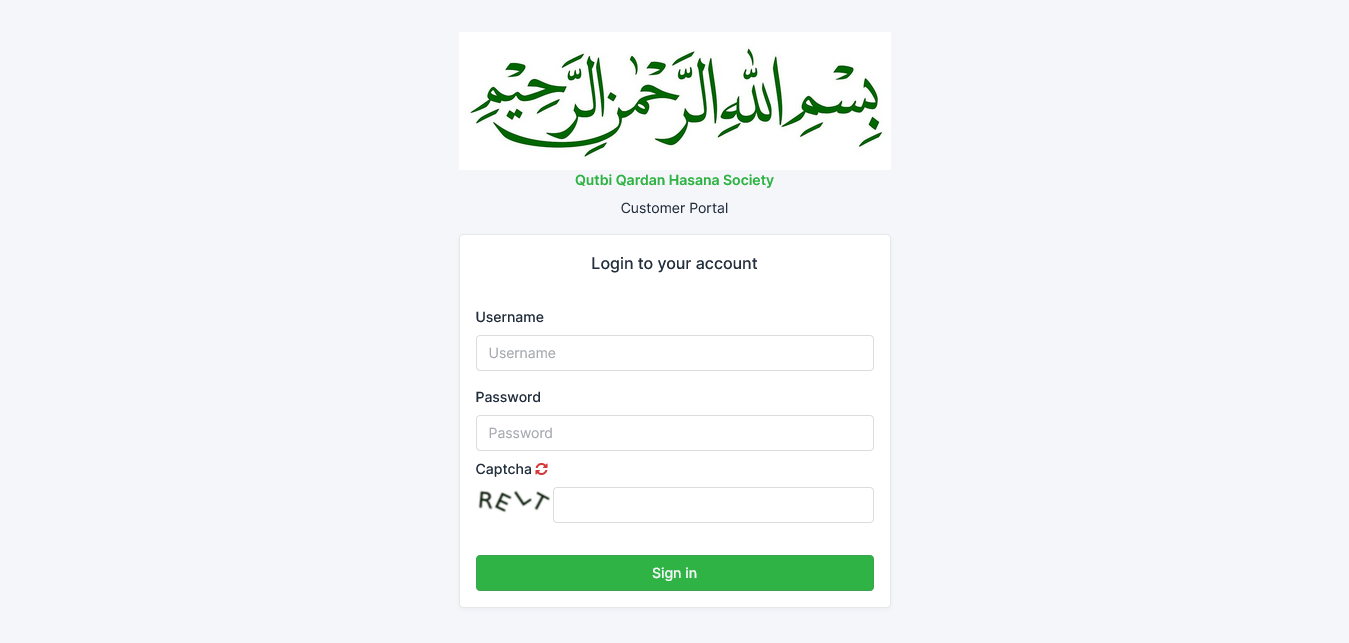 بِسْمِ اللهِ الرَّحْمٰنِ الرَّحِيْمِ
Qutbi Qardan Hasana Society
Customer Portal
Login to your account
Username
Username
Password
Password
Captcha
RELT
Sign in